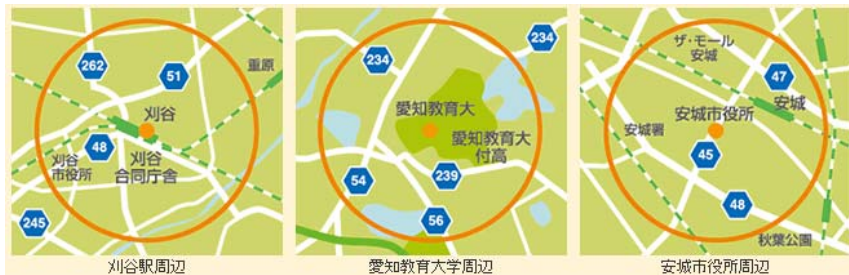 262
51
重原
刈谷
48
刈谷
市役所
刈谷
合同庁舎
245
刈谷駅周辺
234
234
愛知教育大
愛知教育大
付高
54
239
56
愛知教育大学周辺
ザ・モール
安城
47
安城
安城市役所
安城署
45
48
秋葉公園
安城市役所周辺